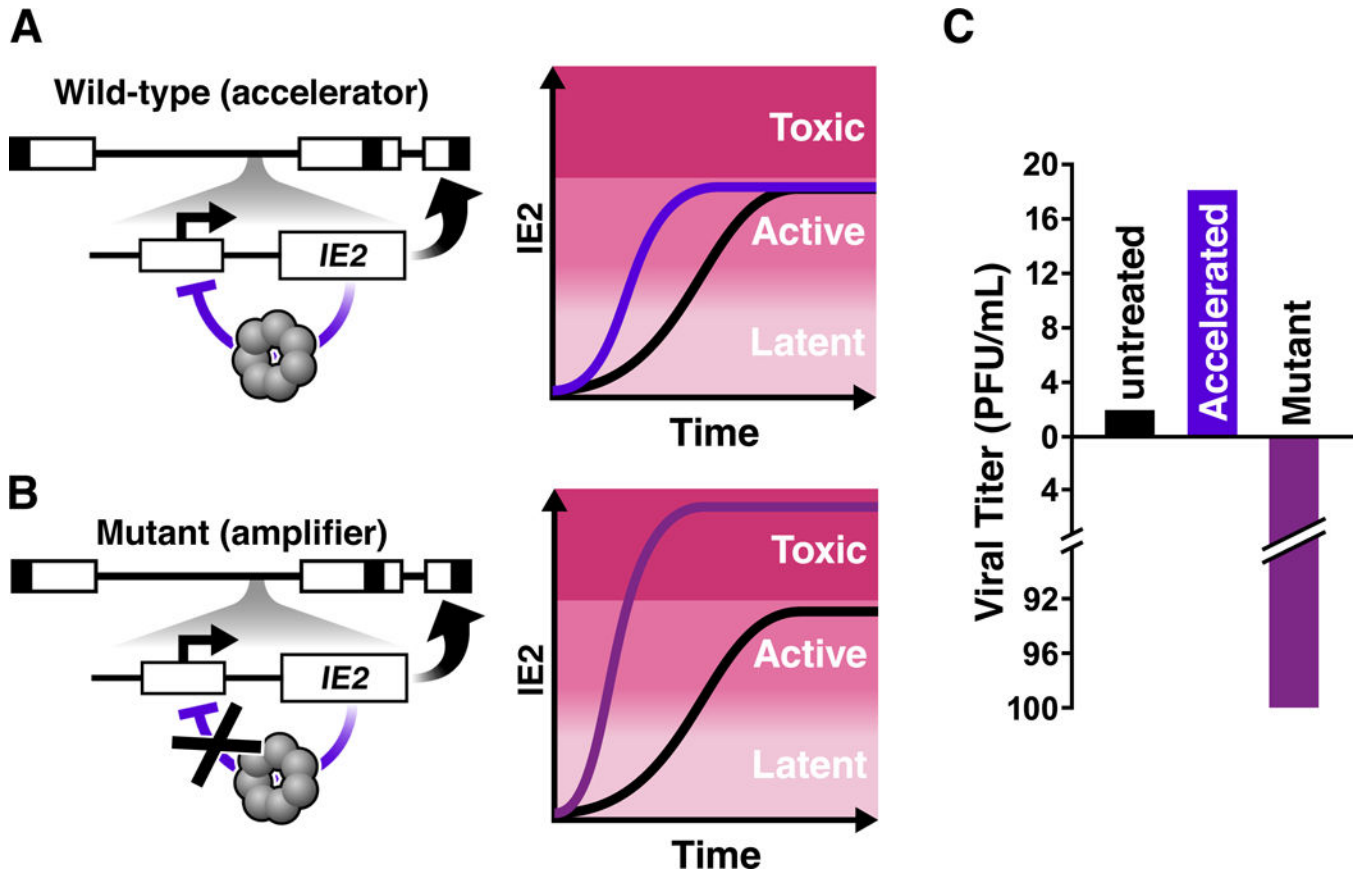 A
Wild-type (accelerator)
IE2
IE2
Toxic
Active
Latent
Time
B
Mutant (amplifier)
IE2
IE2
Toxic
Active
Latent
Time
C
Viral Titer (PFU/mL)
20
16
12
8
4
0
4
92
96
100
untreated
Accelerated
Mutant